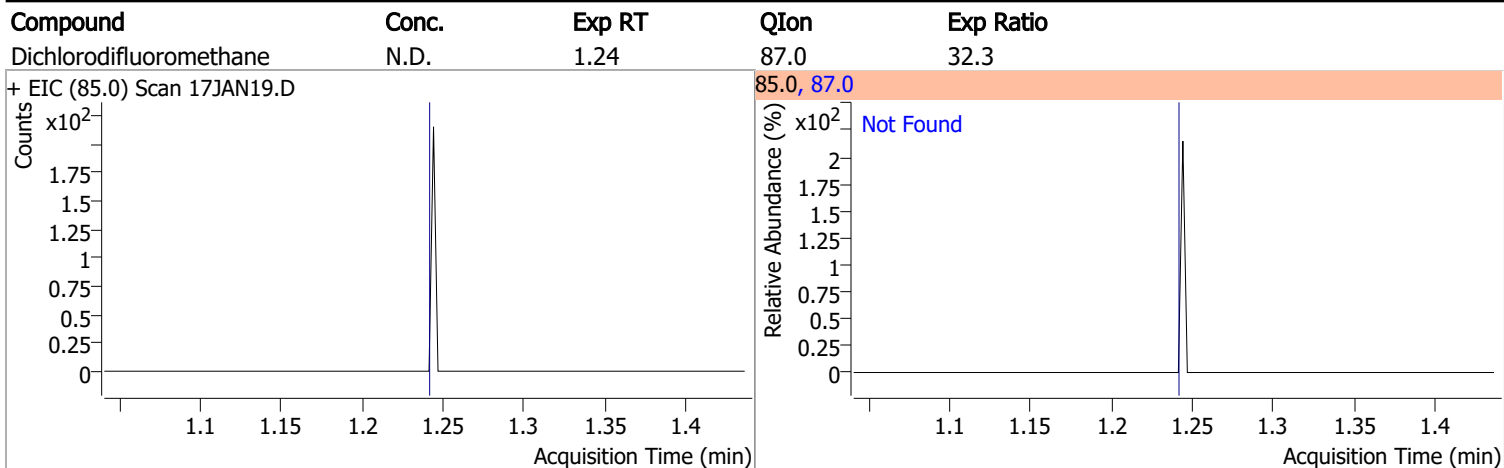 Compound Conc. Exp RT QIon Exp Ratio
Dichlorodifluoromethane N.D. 1.24 87.0 32.3
+ EIC (85.0) Scan 17JAN19.D
Counts
x102
1.75
1.5
1.25
1
0.75
0.5
0.25
0
1.1 1.15 1.2 1.25 1.3 1.35 1.4
Acquisition Time (min)
85.0, 87.0
Relative Abundance (%)
x102
Not Found
2
1.75
1.5
1.25
1
0.75
0.5
0.25
0
1.1 1.15 1.2 1.25 1.3 1.35 1.4
Acquisition Time (min)